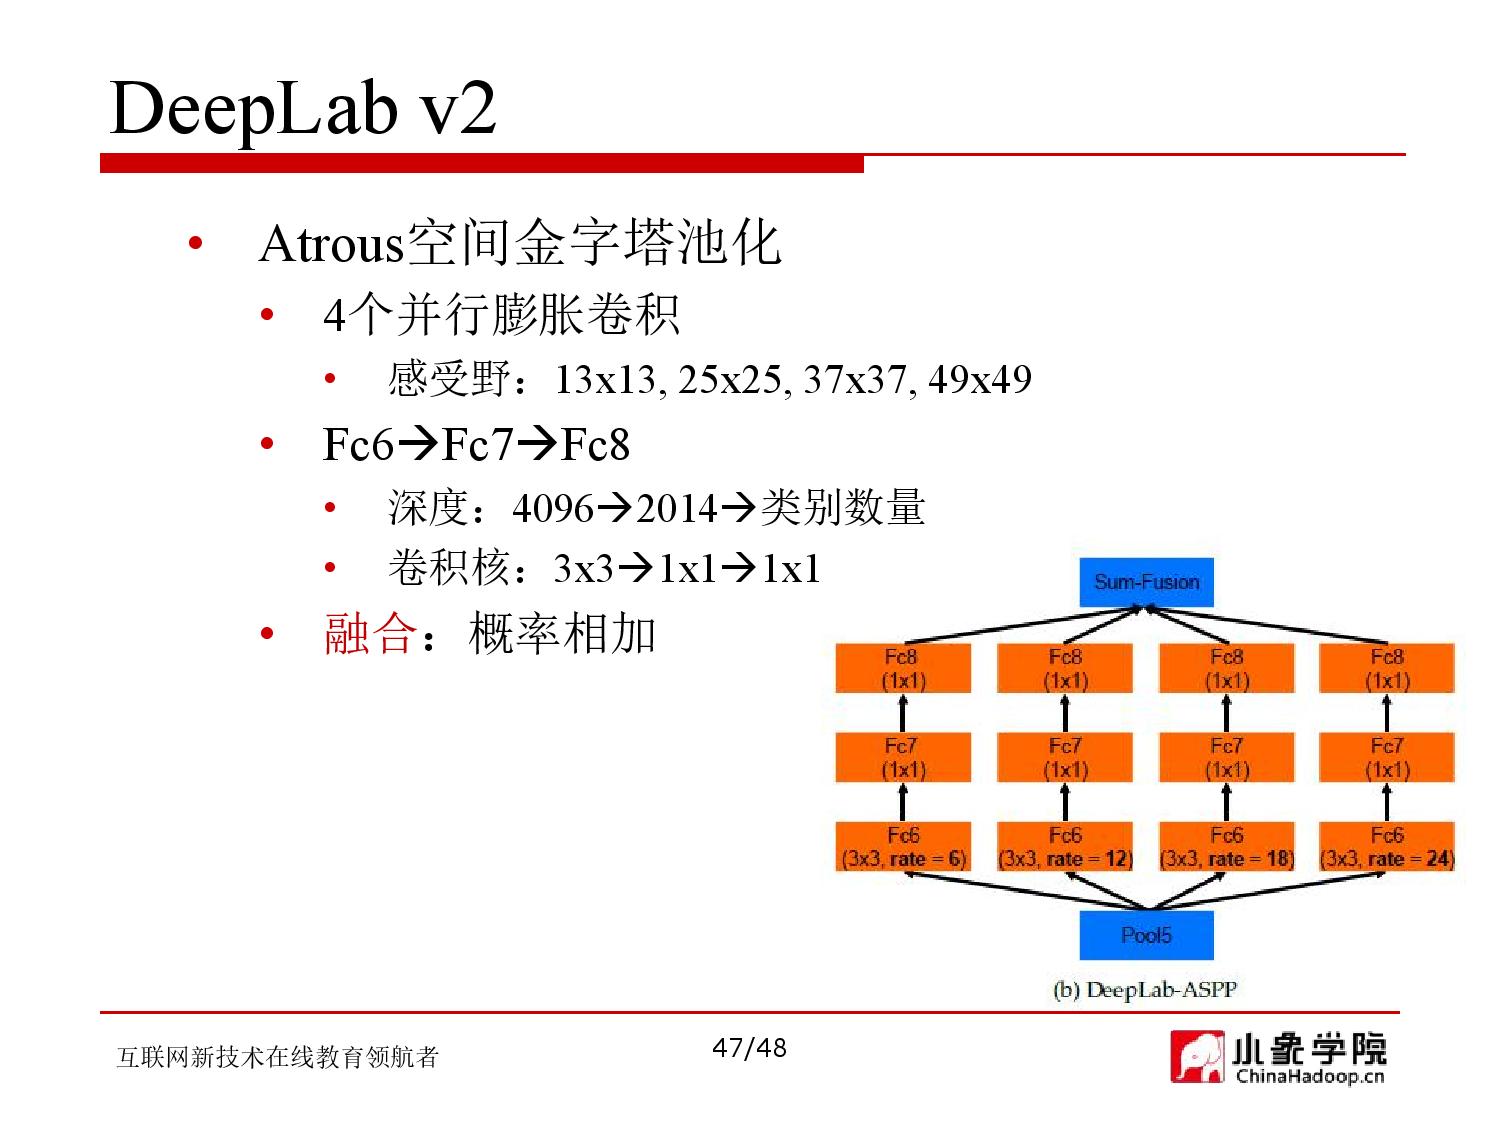 DeepLab v2
• Atrous空间金字塔池化
• 4个并行膨胀卷积
• 感受野：13x13, 25x25, 37x37, 49x49
• Fc6→Fc7→Fc8
• 深度：4096→2014→类别数量
• 卷积核：3x3→1x1→1x1
• 融合：概率相加
Sum-Fusion
Fc8 Fc8 Fc8 Fc8
(1x1) (1x1) (1x1) (1x1)
Fc7 Fc7 Fc7 Fc7
(1x1) (1x1) (1x1) (1x1)
Fc6 Fc6 Fc6 Fc6
(3x3, rate = 6) (3x3, rate = 12) (3x3, rate = 18) (3x3, rate = 24)
Pool5
(b) DeepLab-ASPP
互联网新技术在线教育领航者
47/48
小象学院
ChinaHadoop.cn